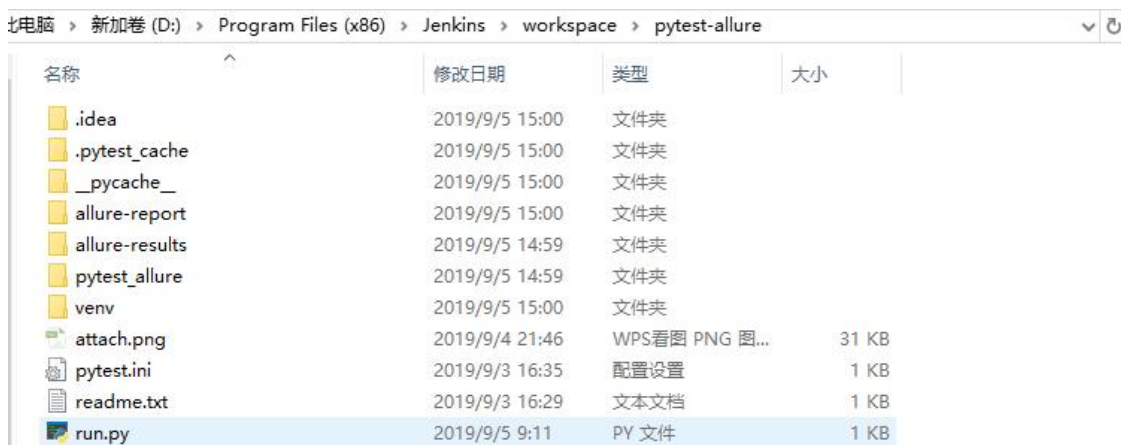 此电脑 > 新加卷 (D:) > Program Files (x86) > Jenkins > workspace > pytest-allure
名称 修改日期 类型 大小
.idea 2019/9/5 15:00 文件夹
.pytest_cache 2019/9/5 15:00 文件夹
__pycache__ 2019/9/5 15:00 文件夹
allure-report 2019/9/5 15:00 文件夹
allure-results 2019/9/5 14:59 文件夹
pytest_allure 2019/9/5 14:59 文件夹
venv 2019/9/5 15:00 文件夹
attach.png 2019/9/4 21:46 WPS看图 PNG 图... 31 KB
pytest.ini 2019/9/3 16:35 配置设置 1 KB
readme.txt 2019/9/3 16:29 文本文档 1 KB
run.py 2019/9/5 9:11 PY 文件 1 KB